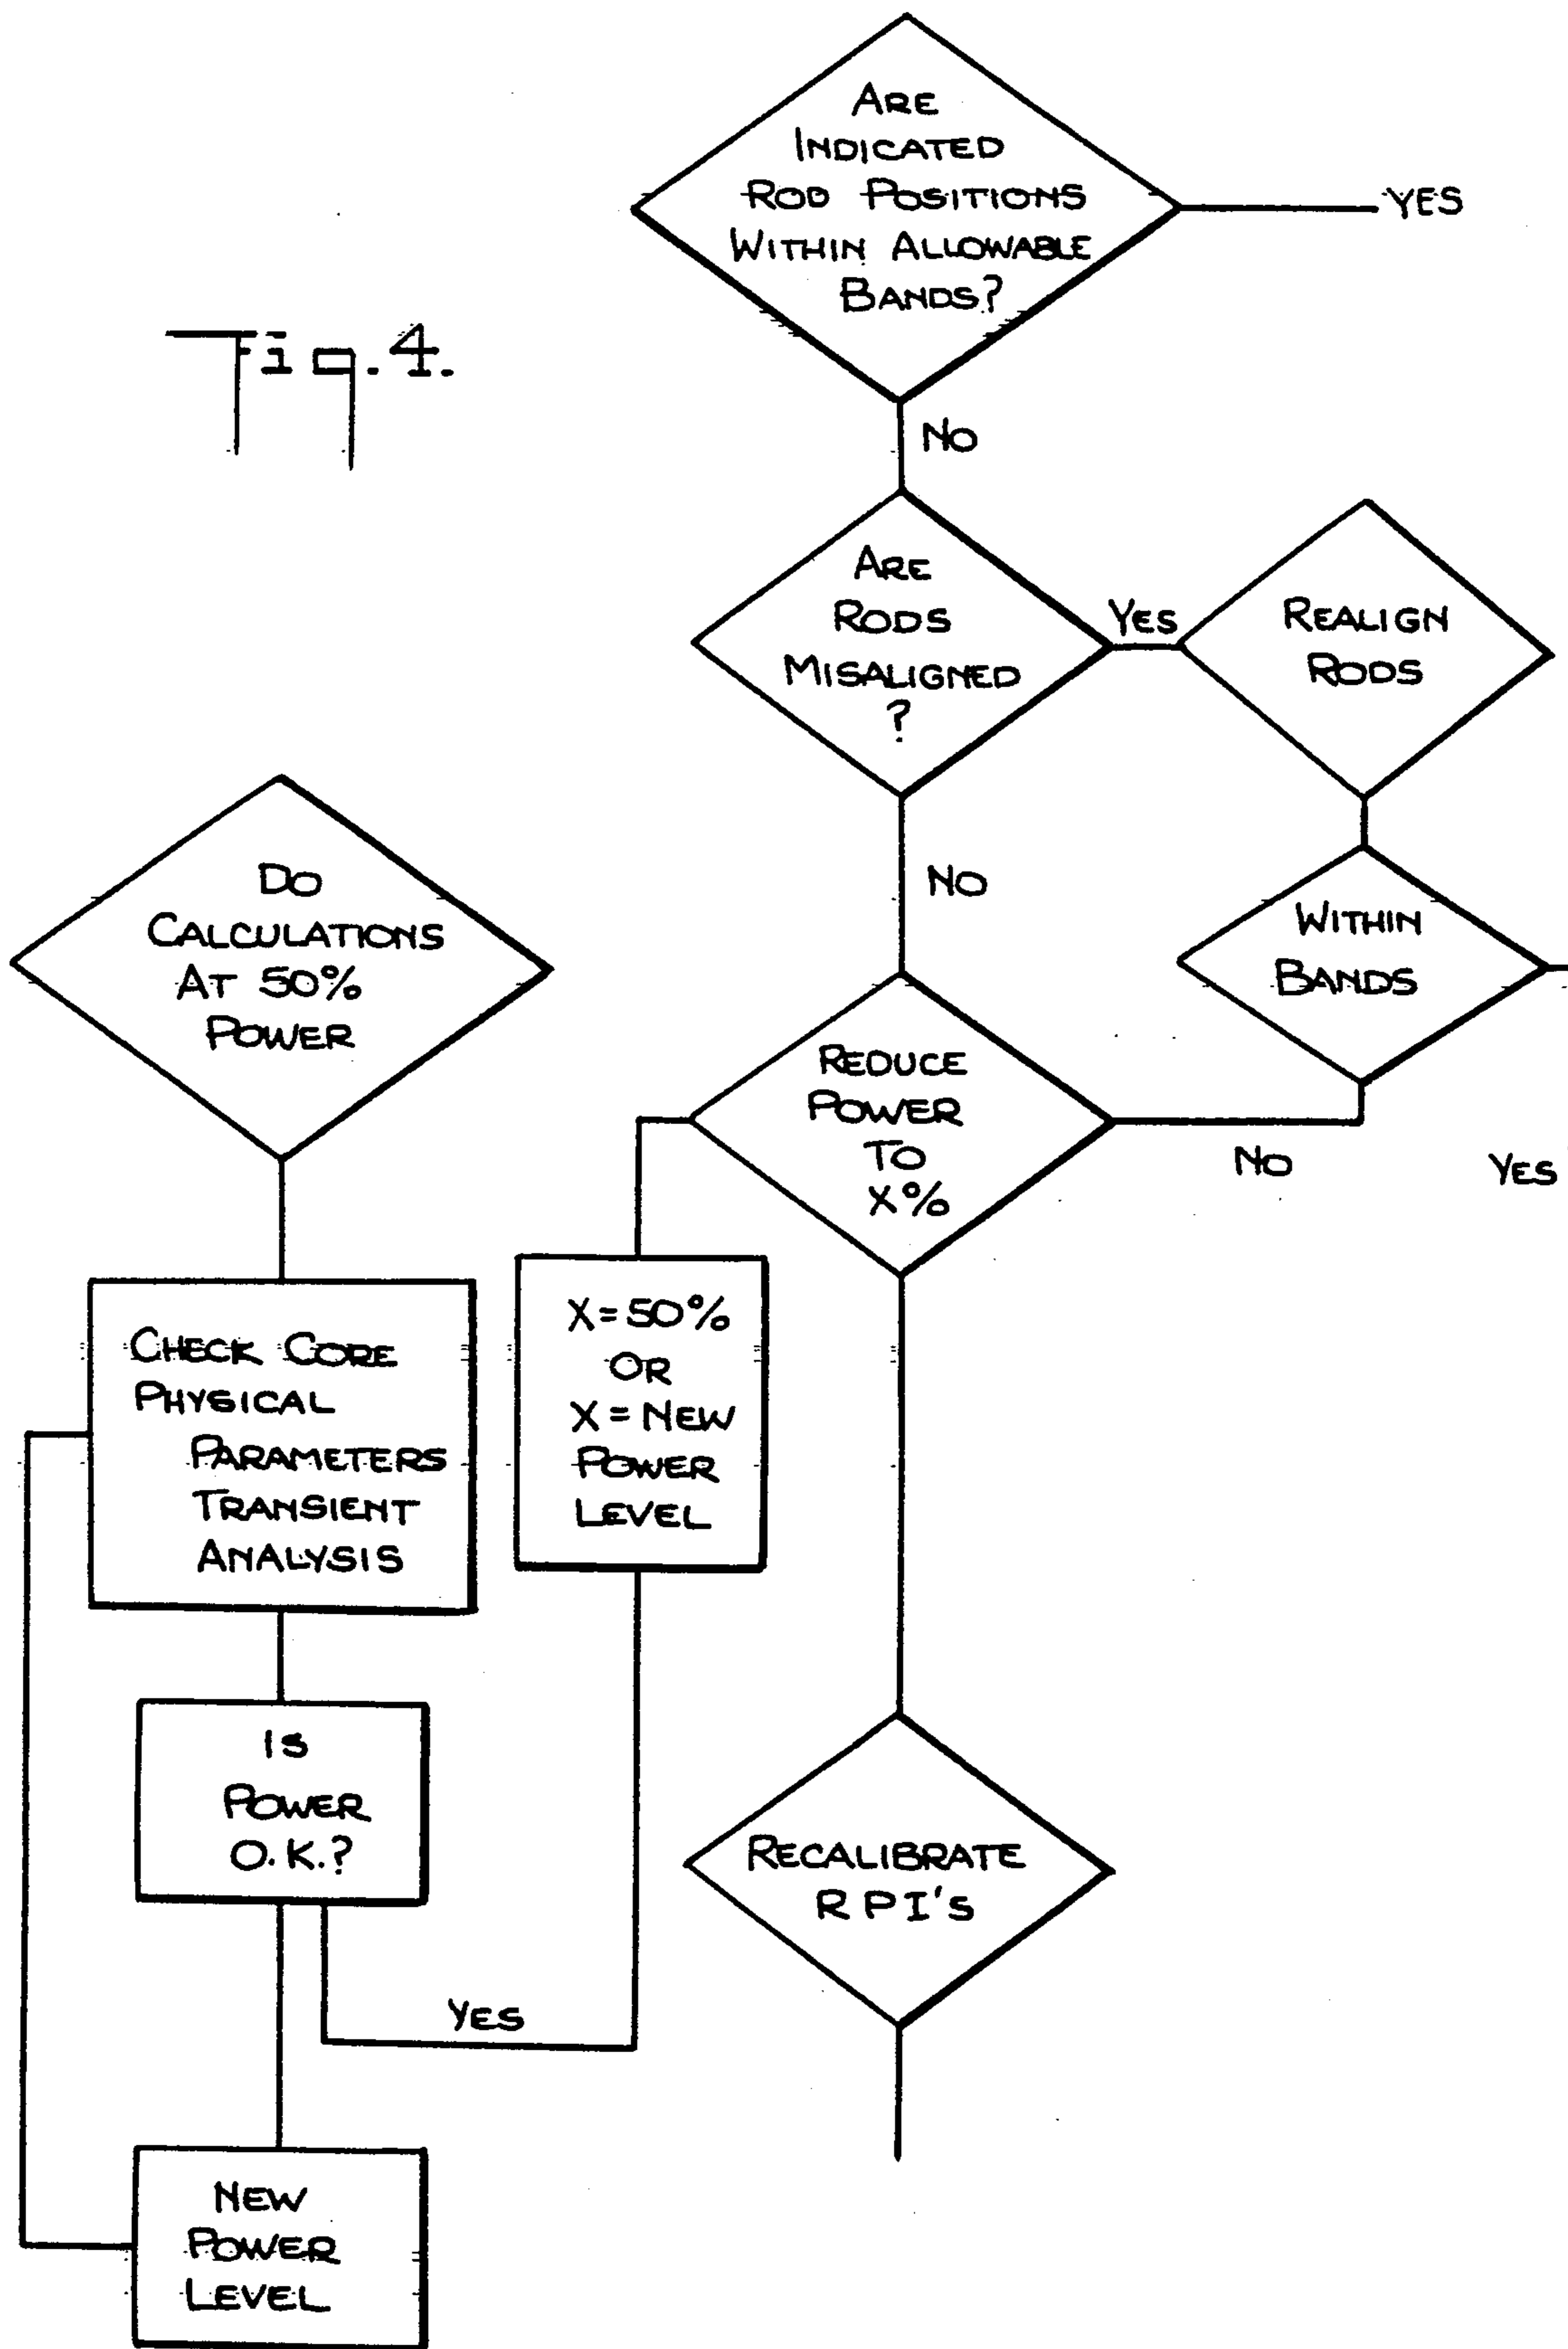 Fig. 4.
ARE
INDICATED
ROD POSITIONS
WITHIN ALLOWABLE
BANDS?
YES
NO
ARE
RODS
MISALIGNED
?
YES
REALIGN
RODS
NO
WITHIN
BANDS
YES
NO
REDUCE
POWER
TO
X%
DO
CALCULATIONS
AT 50%
POWER
CHECK CORE
PHYSICAL
PARAMETERS
TRANSIENT
ANALYSIS
X=50%
OR
X=NEW
POWER
LEVEL
IS
POWER
O.K.?
YES
NEW
POWER
LEVEL
RECALIBRATE
RPI'S